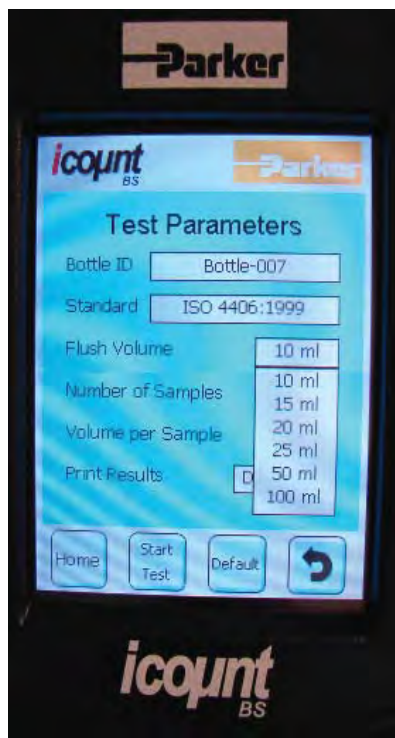 Parker
icount
BS
Parker
Test Parameters
Bottle ID Bottle-007
Standard ISO 4406:1999
Flush Volume 10 ml
10 ml
Number of Samples 15 ml
20 ml
Volume per Sample 25 ml
Print Results D 50 ml
100 ml
Home Start Test Default
icount
BS